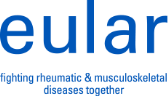 eular
fighting rheumatic & musculoskeletal
diseases together